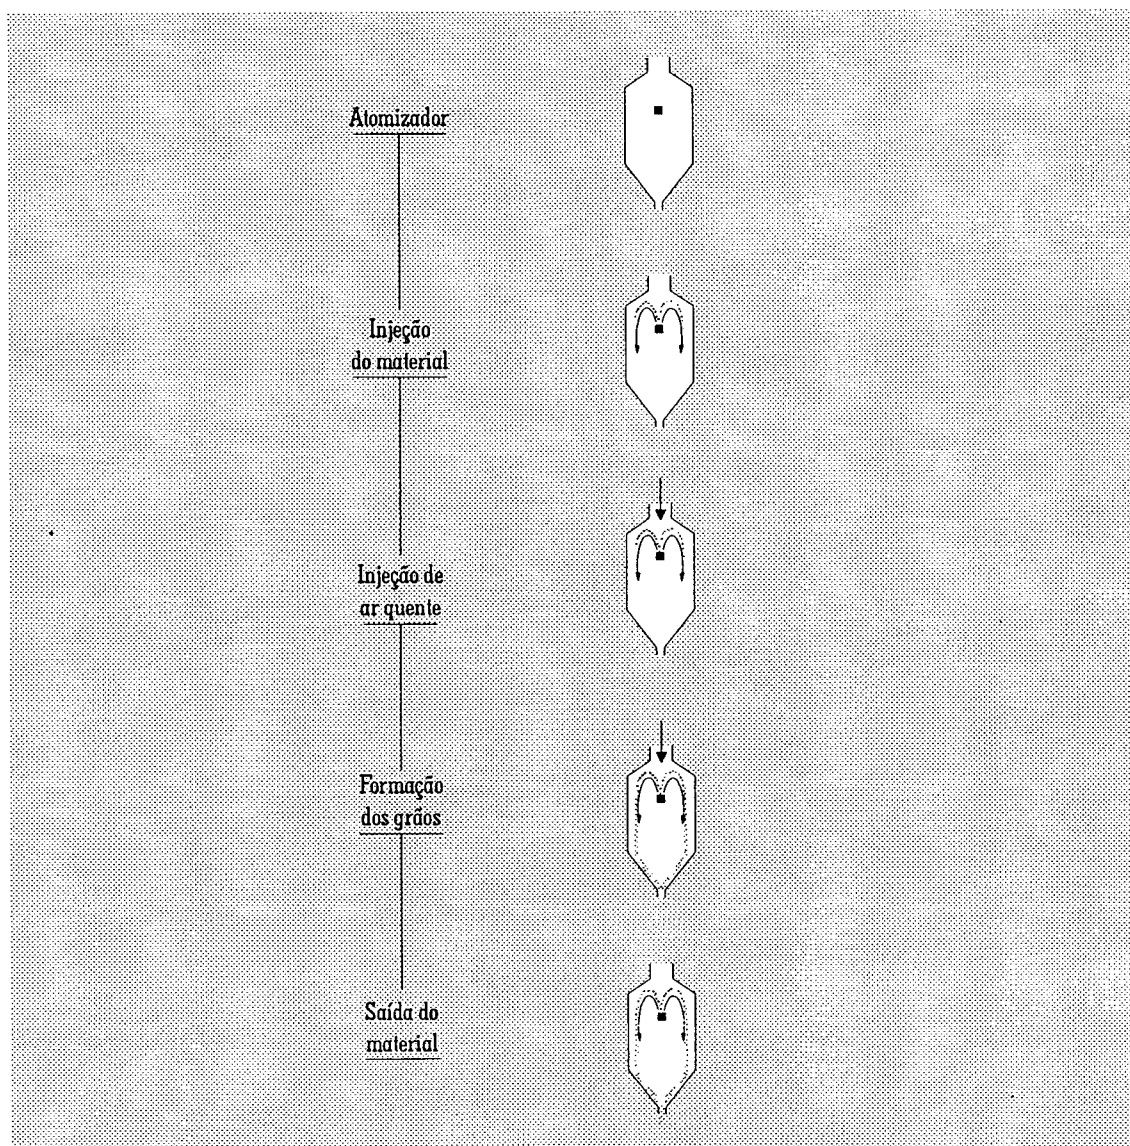 Atomizador
Injeção
do material
Injeção de
ar quente
Formação
dos grãos
Saída do
material